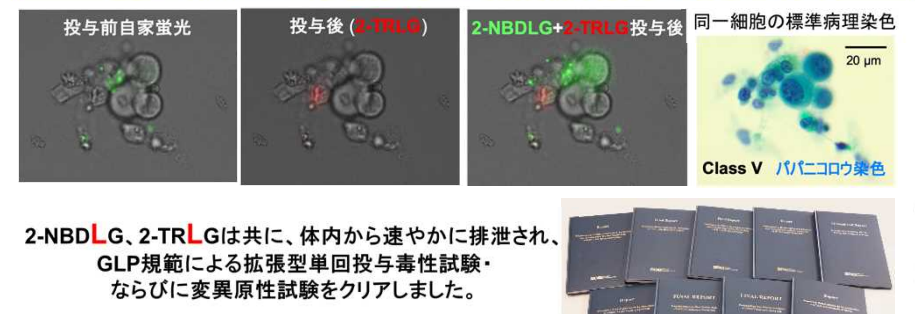 投与前自家蛍光
投与後 (2-TRLG)
2-NBDLG+2-TRLG投与後
同一細胞の標準病理染色
20 μm
Class V パパニコロウ染色
2-NBDLG、2-TRLGは共に、体内から速やかに排泄され、
GLP規範による拡張型単回投与毒性試験・
ならびに変異原性試験をクリアしました。
FINAL REPORT
FINAL REPORT